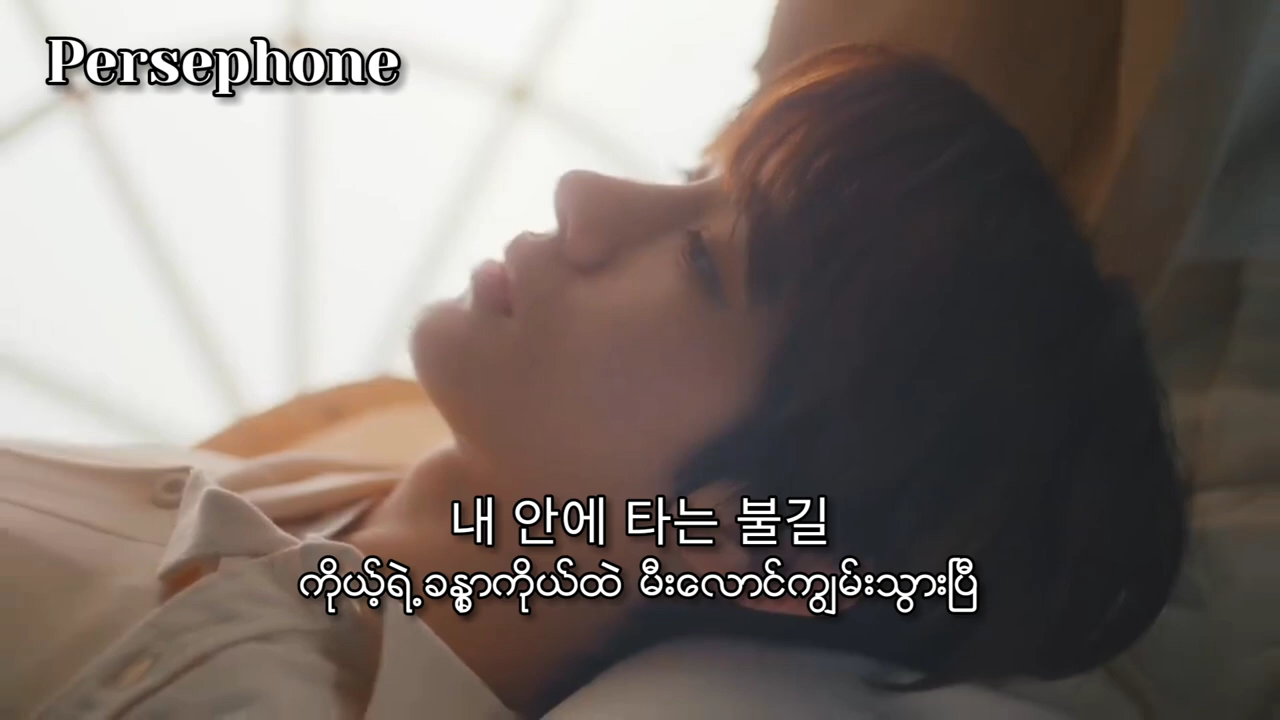 Persephone
내 안에 타는 불길
ကိုယ့်ရဲ့ခန္ဓာကိုယ်ထဲ မီးလောင်ကျွမ်းသွားပြီ